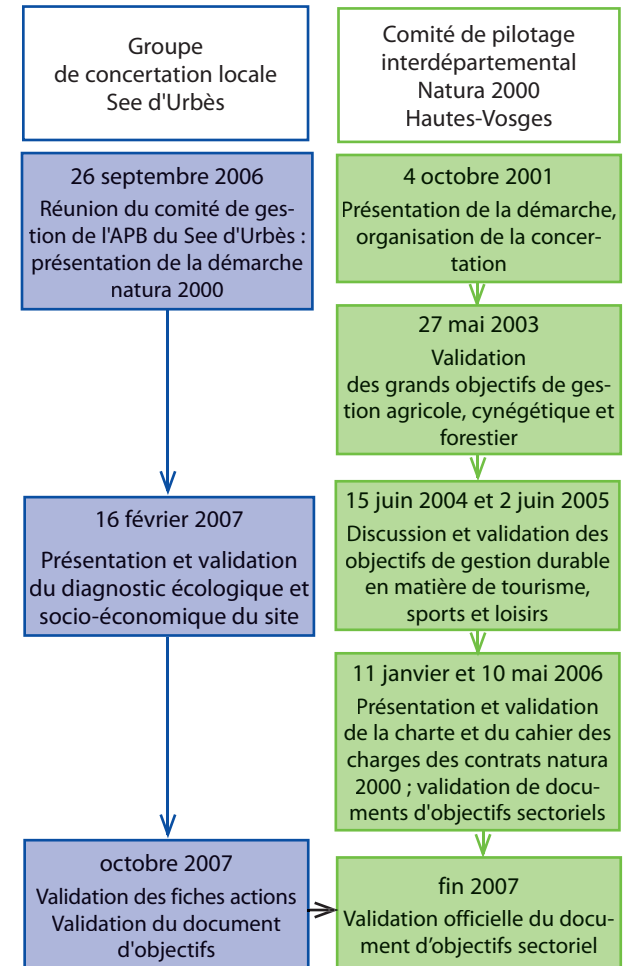 Groupe
de concertation locale
See d'Urbès
26 septembre 2006
Réunion du comité de ges-
tion de l'APB du See d'Urbès :
présentation de la démarche
natura 2000
16 février 2007
Présentation et validation
du diagnostic écologique et
socio-économique du site
octobre 2007
Validation des fiches actions
Validation du document
d'objectifs
Comité de pilotage
interdépartemental
Natura 2000
Hautes-Vosges
4 octobre 2001
Présentation de la démarche,
organisation de la concer-
tation
27 mai 2003
Validation
des grands objectifs de ges-
tion agricole, cynégétique et
forestier
15 juin 2004 et 2 juin 2005
Discussion et validation des
objectifs de gestion durable
en matière de tourisme,
sports et loisirs
11 janvier et 10 mai 2006
Présentation et validation
de la charte et du cahier des
charges des contrats natura
2000 ; validation de docu-
ments d'objectifs sectoriels
fin 2007
Validation officielle du docu-
ment d'objectifs sectoriel